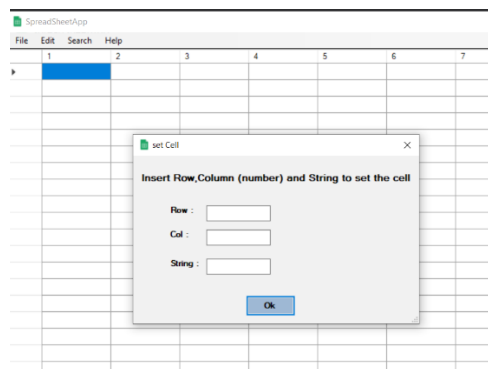 SpreadSheetApp
File Edit Search Help
1 2 3 4 5 6 7
set Cell
Insert Row,Column (number) and String to set the cell
Row :
Col :
String :
Ok